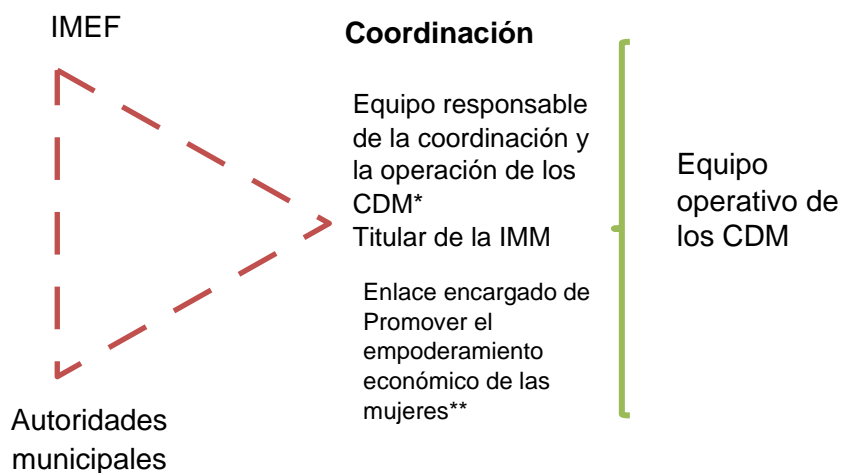 IMEF
Coordinación
Equipo responsable
de la coordinación y
la operación de los
CDM*
Titular de la IMM
Enlace encargado de
Promover el
empoderamiento
económico de las
mujeres**
Equipo
operativo de
los CDM
Autoridades
municipales